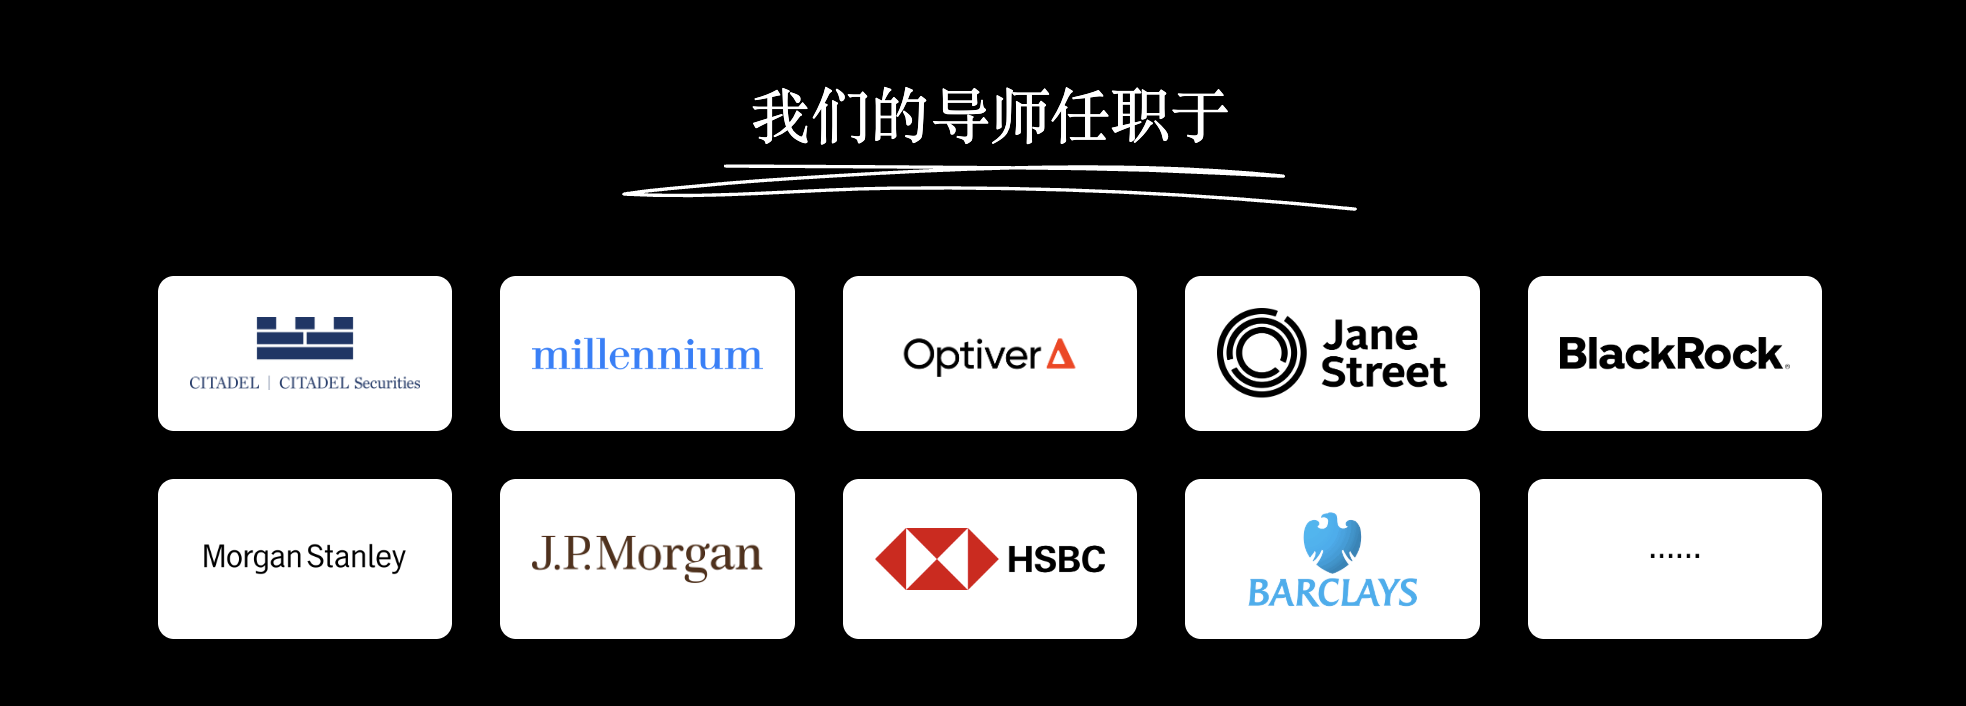 我们的导师任职于
CITADEL | CITADEL Securities
millennium
Optiver
Jane
Street
BlackRock®
Morgan Stanley
J.P.Morgan
HSBC
BARCLAYS
······